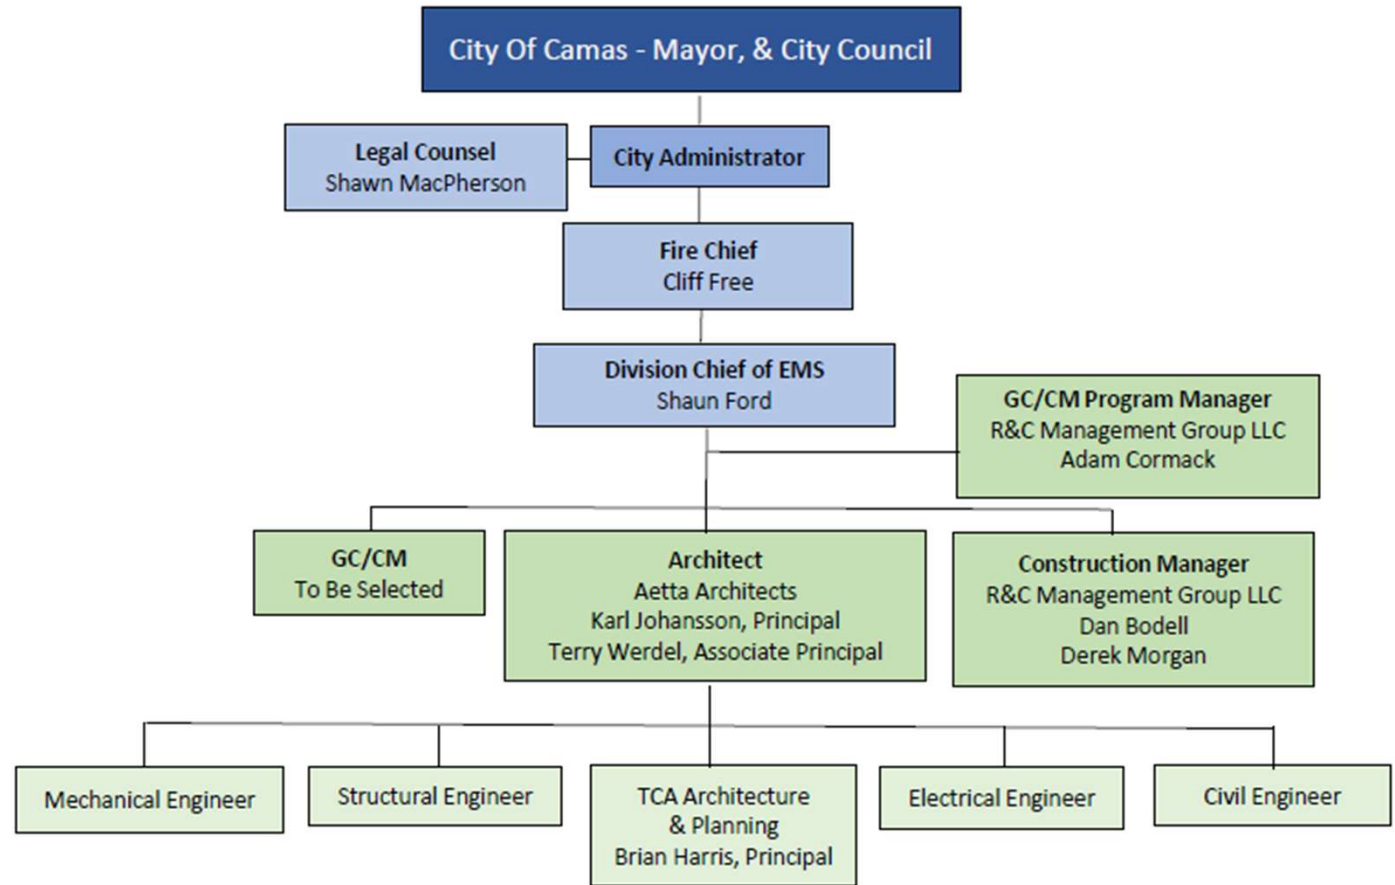 City Of Camas - Mayor, & City Council
Legal Counsel
Shawn MacPherson
City Administrator
Fire Chief
Cliff Free
Division Chief of EMS
Shaun Ford
GC/CM Program Manager
R&C Management Group LLC
Adam Cormack
GC/CM
To Be Selected
Architect
Aetta Architects
Karl Johansson, Principal
Terry Werdel, Associate Principal
Construction Manager
R&C Management Group LLC
Dan Bodell
Derek Morgan
Mechanical Engineer
Structural Engineer
TCA Architecture
& Planning
Brian Harris, Principal
Electrical Engineer
Civil Engineer